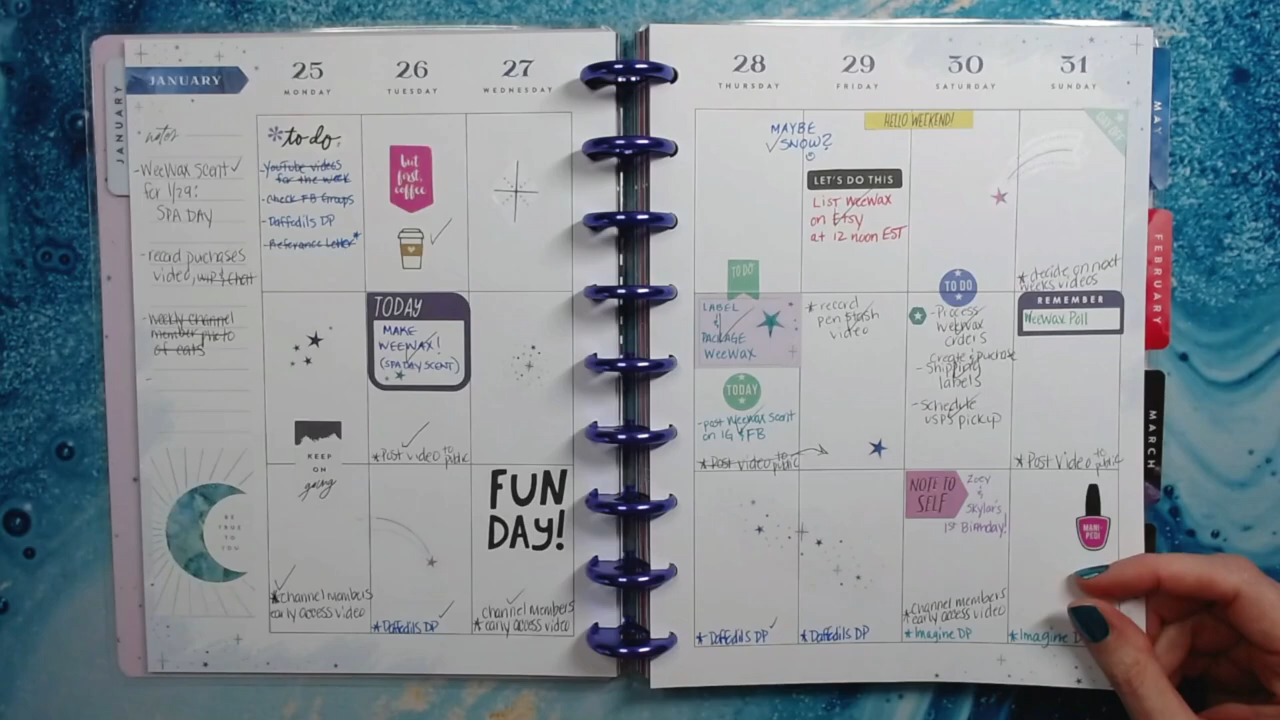 JANUARY
JANUARY
notes
-WeeWax Scent ✓
for 1/29:
SPA DAY
-record purchases
video, wip & chat
-weekly channel
member photo
of cats
BE
TRUE
TO
YOU
25
MONDAY
*to do.
-YouTube videos
for the week
-check FB Groups
-Daffodils DP
KEEP
ON
going
*channel members
early access video
26
TUESDAY
but
first,
coffee
TODAY
MAKE
WEEWAX!
(SPA DAY SCENT)
*Post video to public
*Daffodils DP
27
WEDNESDAY
FUN
DAY!
channel members
*early access video
28
THURSDAY
MAYBE
SNOW?
TO DO
LABEL
&
PACKAGE
WeeWax
TODAY
-post WeeWax scent
on IG & FB
*Post video to public
*Daffodils DP
29
FRIDAY
HELLO WEEKEND!
LET'S DO THIS
List WeeWax
on Etsy
at 12 noon EST
*record
pen stash
video
*Daffodils DP
30
SATURDAY
TO DO
-Process
WeeWax
orders
create & purchase
-Shipping
labels
-Schedule
USPS pickup
NOTE TO
SELF
Zoey
&
Skylar's
1st Birthday!
*channel members
early access video
*Imagine DP
31
SUNDAY
DAY OFF
*decide on next
weeks videos
REMEMBER
WeeWax Poll
*Post video to public
MANI-
PEDI
*Imagine D
MAY
FEBRUARY
MARCH